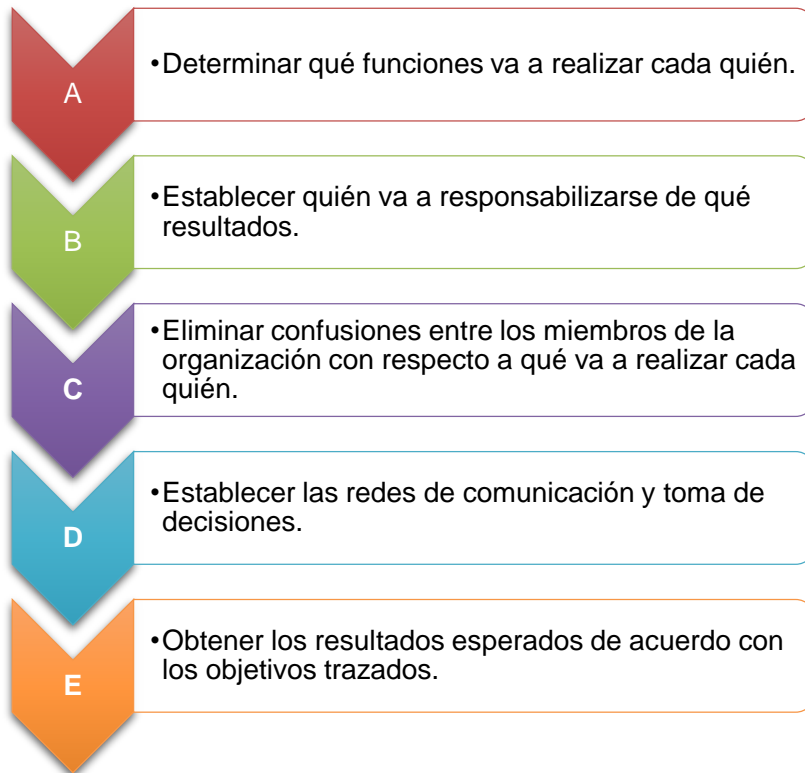 A
•Determinar qué funciones va a realizar cada quién.
B
•Establecer quién va a responsabilizarse de qué
resultados.
C
•Eliminar confusiones entre los miembros de la
organización con respecto a qué va a realizar cada
quién.
D
•Establecer las redes de comunicación y toma de
decisiones.
E
•Obtener los resultados esperados de acuerdo con
los objetivos trazados.